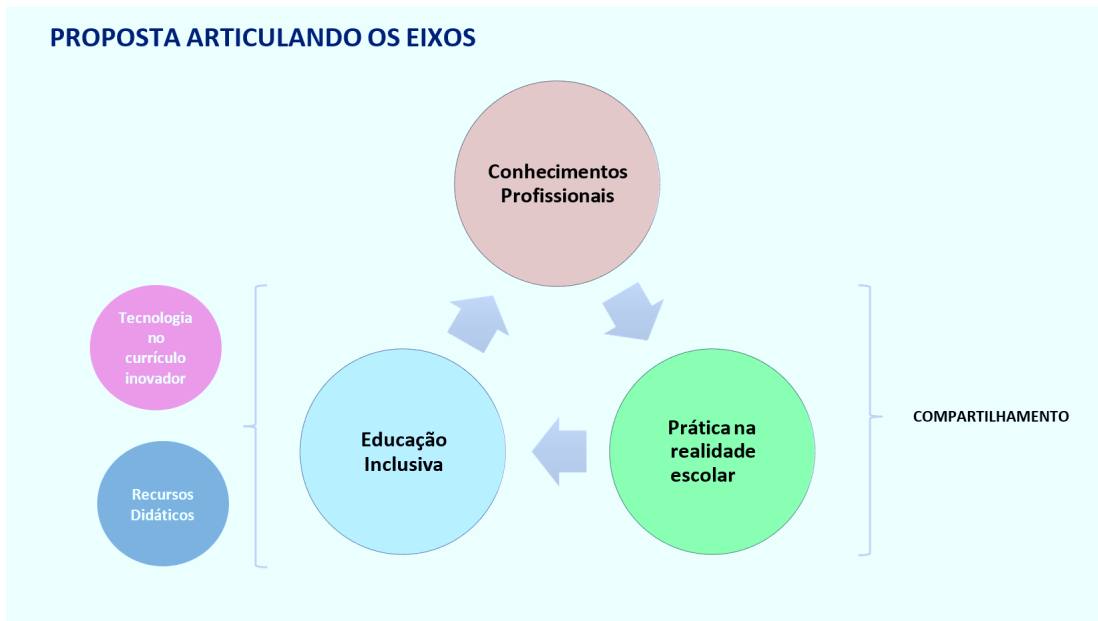 PROPOSTA ARTICULANDO OS EIXOS
Conhecimentos
Profissionais
Tecnologia
no
currículo
inovador
Recursos
Didáticos
Educação
Inclusiva
Prática na
realidade
escolar
COMPARTILHAMENTO